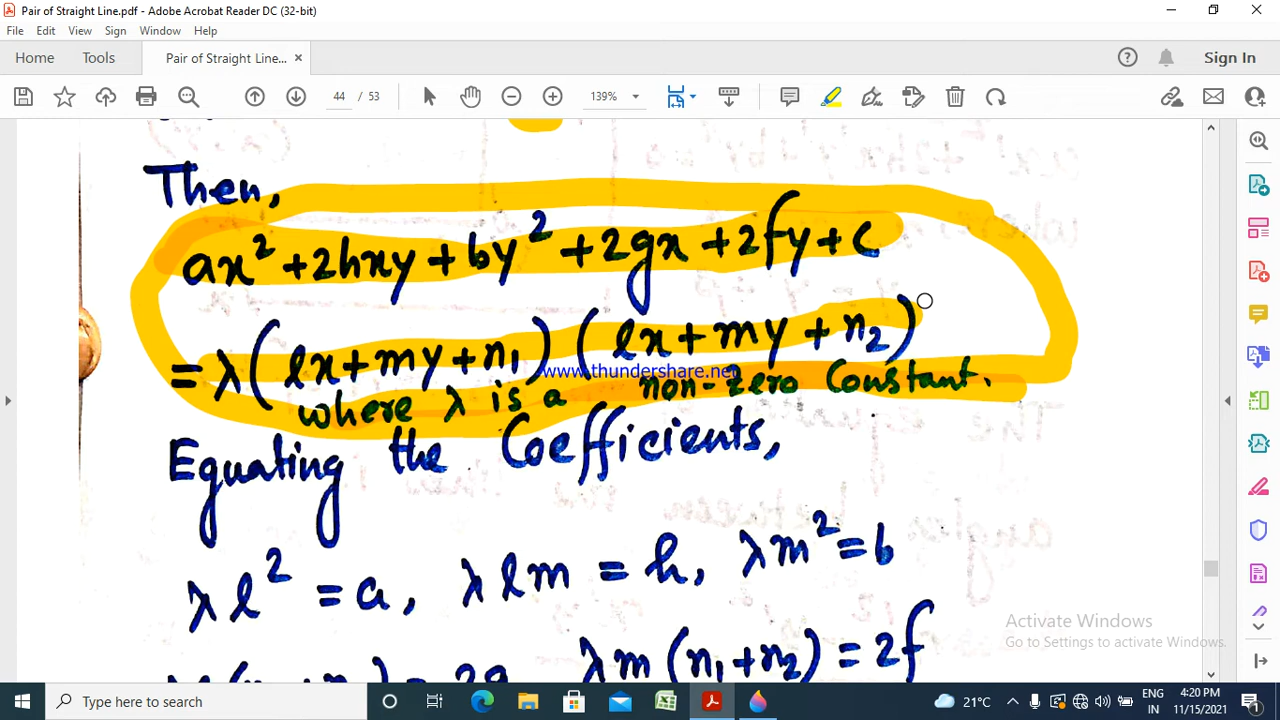 Pair of Straight Line.pdf - Adobe Acrobat Reader DC (32-bit)
File Edit View Sign Window Help
Home Tools Pair of Straight Line... × Sign In
44 / 53 139%
Then,
ax² + 2hxy + by² + 2gx + 2fy + c
= λ(lx + my + n₁) (lx + my + n₂)
www.thundershare.net
where λ is a non-zero Constant.
Equating the Coefficients,
λl² = a, λlm = h, λm² = b
λm(n₁+n₂) = 2f
Activate Windows
Go to Settings to activate Windows.
Type here to search
21°C
ENG
IN
4:20 PM
11/15/2021